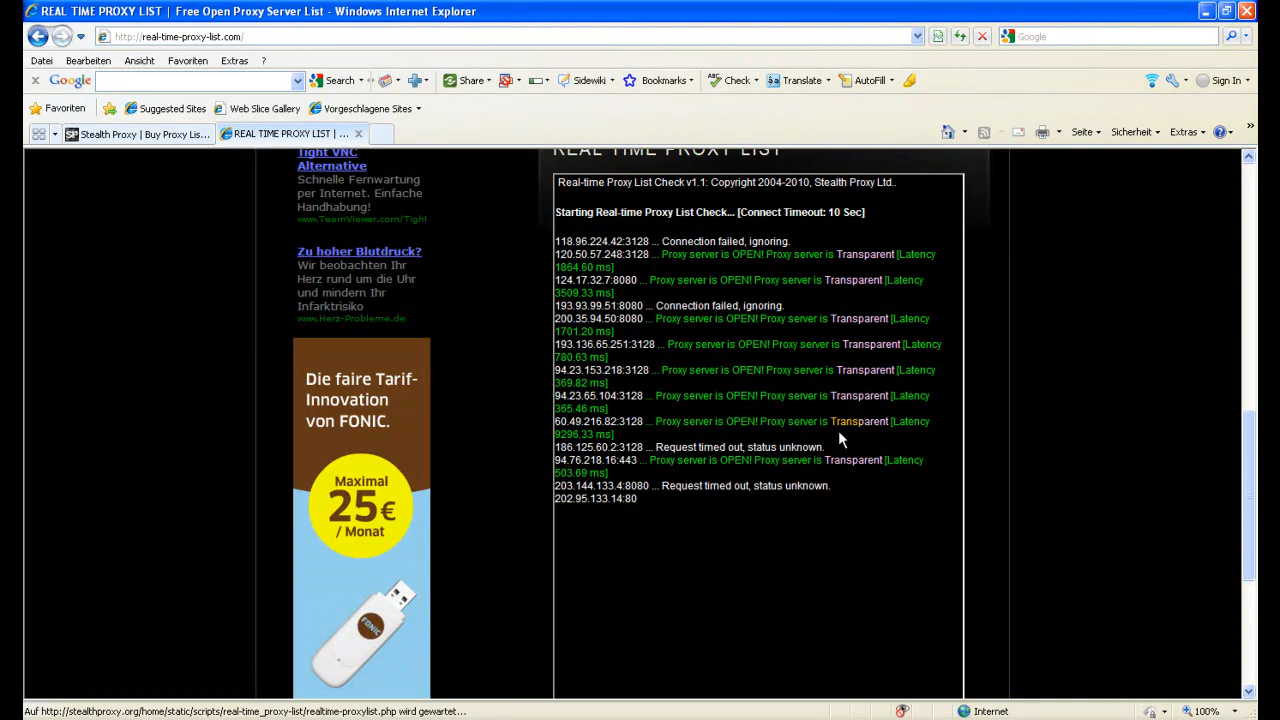 REAL TIME PROXY LIST | Free Open Proxy Server List - Windows Internet Explorer
http://real-time-proxy-list.com/
Google
Datei Bearbeiten Ansicht Favoriten Extras ?
Google Search Share Sidewiki Bookmarks Check Translate AutoFill Sign In
Favoriten Suggested Sites Web Slice Gallery Vorgeschlagene Sites
SP Stealth Proxy | Buy Proxy Lis... REAL TIME PROXY LIST | ... Seite Sicherheit Extras
Tight VNC
Alternative
Schnelle Fernwartung
per Internet. Einfache
Handhabung!
www.TeamViewer.com/Tight
Zu hoher Blutdruck?
Wir beobachten Ihr
Herz rund um die Uhr
und mindern Ihr
Infarktrisiko
www.Herz-Probleme.de
Die faire Tarif-
Innovation
von FONIC.
Maximal
25€
/ Monat
FONIC
REAL TIME PROXY LIST
Real-time Proxy List Check v1.1: Copyright 2004-2010, Stealth Proxy Ltd..
Starting Real-time Proxy List Check... [Connect Timeout: 10 Sec]
118.96.224.42:3128 ... Connection failed, ignoring.
120.50.57.248:3128 ... Proxy server is OPEN! Proxy server is Transparent [Latency
1864.60 ms]
124.17.32.7:8080 ... Proxy server is OPEN! Proxy server is Transparent [Latency
3509.33 ms]
193.93.99.51:8080 ... Connection failed, ignoring.
200.35.94.50:8080 ... Proxy server is OPEN! Proxy server is Transparent [Latency
1701.20 ms]
193.136.65.251:3128 ... Proxy server is OPEN! Proxy server is Transparent [Latency
780.63 ms]
94.23.153.218:3128 ... Proxy server is OPEN! Proxy server is Transparent [Latency
369.82 ms]
94.23.65.104:3128 ... Proxy server is OPEN! Proxy server is Transparent [Latency
365.46 ms]
60.49.216.82:3128 ... Proxy server is OPEN! Proxy server is Transparent [Latency
9296.33 ms]
186.125.60.2:3128 ... Request timed out, status unknown.
94.76.218.16:443 ... Proxy server is OPEN! Proxy server is Transparent [Latency
503.69 ms]
203.144.133.4:8080 ... Request timed out, status unknown.
202.95.133.14:80
Auf http://stealthproxy.org/home/static/scripts/real-time_proxy-list/realtime-proxylist.php wird gewartet... Internet 100%